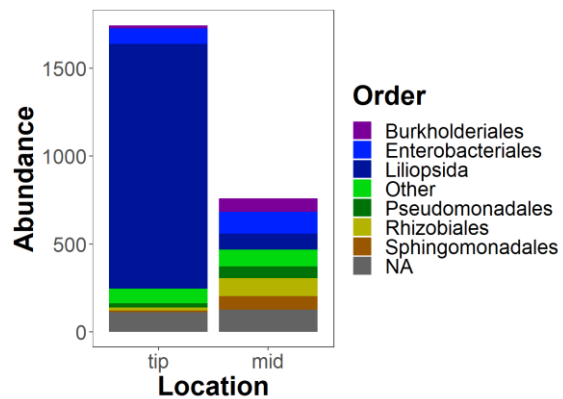 Abundance
1500
1000
500
0
tip
mid
Location
Order
Burkholderiales
Enterobacteriales
Liliopsida
Other
Pseudomonadales
Rhizobiales
Sphingomonadales
NA